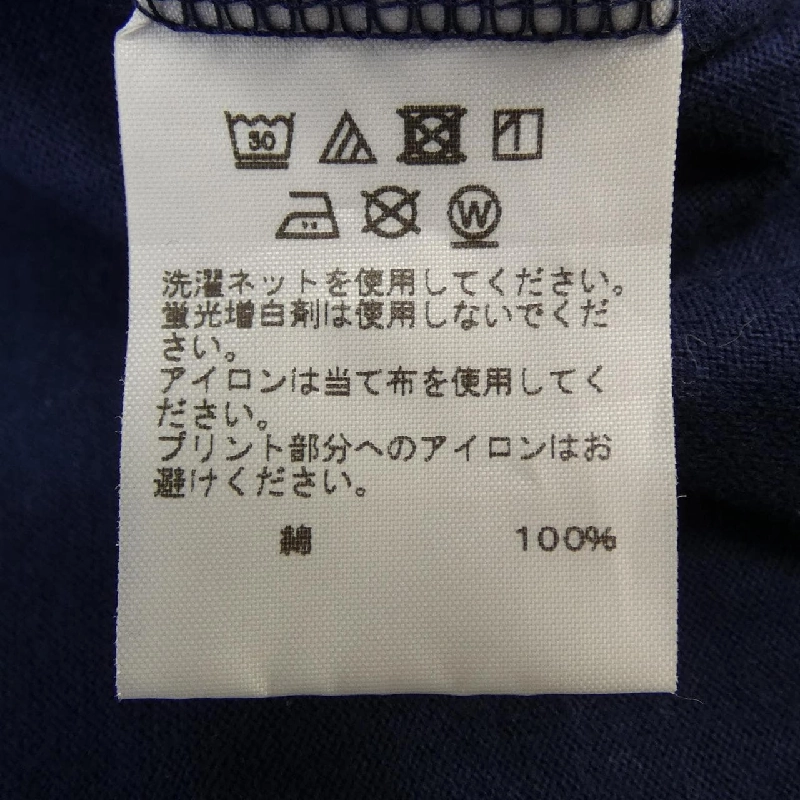 30
W
洗濯ネットを使用してください。
蛍光増白剤は使用しないでくだ
さい。
アイロンは当て布を使用してく
ださい。
プリント部分へのアイロンはお
避けください。
綿 100%